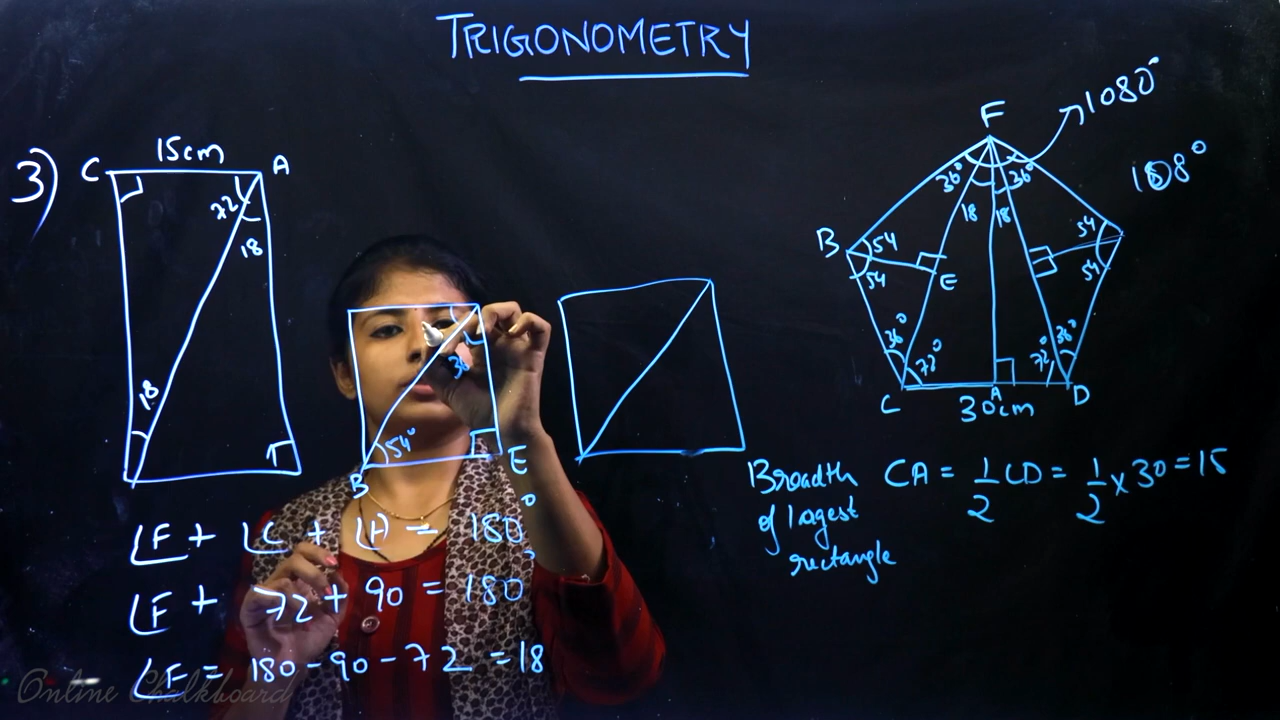 TRIGONOMETRY
3)
C 15cm A
72
18
18
36
54°
B E
F
1080°
108°
36° 36°
18 18
B 54 54
54 E 54
36° 72° 72° 36°
C A D
30cm
Breadth
of lagest
rectangle
CA = 1/2 CD = 1/2 x 30 = 15
∠F + ∠C + ∠A = 180°
∠F + 72 + 90 = 180°
∠F = 180 - 90 - 72 = 18
Online Chalkboard